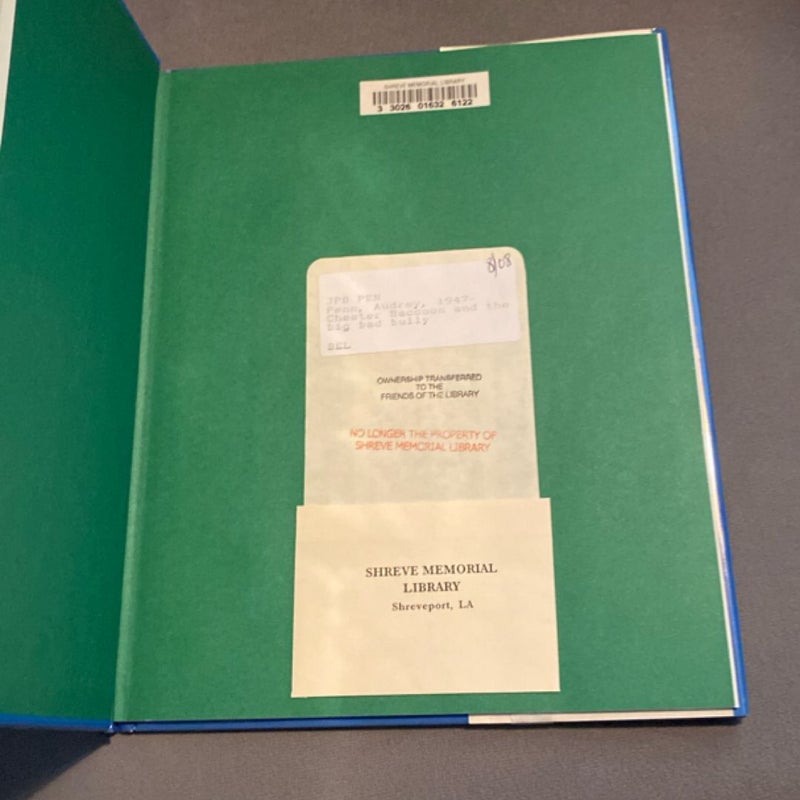 SHREVE MEMORIAL LIBRARY
3 3026 01632 6122
8/08
JPB PEN
Penn, Audrey, 1947-
Chester Raccoon and the
big bad bully
BEL
OWNERSHIP TRANSFERRED
TO THE
FRIENDS OF THE LIBRARY
NO LONGER THE PROPERTY OF
SHREVE MEMORIAL LIBRARY
SHREVE MEMORIAL
LIBRARY
Shreveport, LA